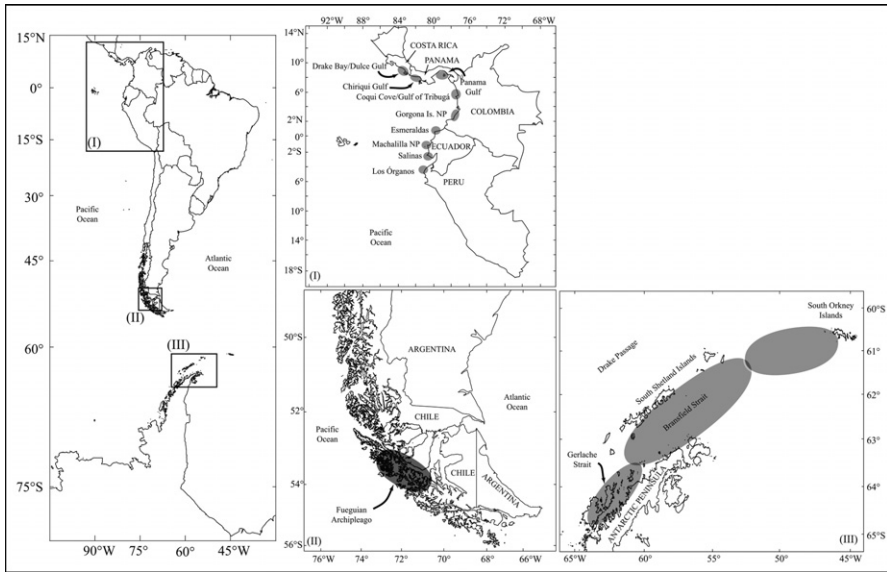 15°N
0°
15°S
30°
45°
60°
75°S
90°W
75°
60°
45°W
(I)
(II)
(III)
Pacific
Ocean
Atlantic
Ocean
92°W
88°
84°
80°
76°
72°
68°W
14°N
10°
6°
2°
0°
2°S
6°
10°
14°
18°S
COSTA RICA
Drake Bay/Dulce Gulf
PANAMA
Chiriqui Gulf
Panama
Gulf
Coqui Cove/Gulf of Tribugá
Gorgona Is. NP
COLOMBIA
Esmeraldas
Machalilla NP
ECUADOR
Salinas
Los Órganos
PERU
Pacific
Ocean
(I)
50°S
52°
54°
56°S
76°W
74°
72°
70°
68°
66°W
ARGENTINA
Atlantic
Ocean
CHILE
Pacific
Ocean
CHILE
ARGENTINA
Fueguian
Archipleago
(II)
60°S
61°
62°
63°
64°
65°S
65°W
60°
55°
50°
45°W
South Orkney
Islands
Drake Passage
South Shetland Islands
Bransfield Strait
Gerlache
Strait
ANTARCTIC PENINSULA
(III)